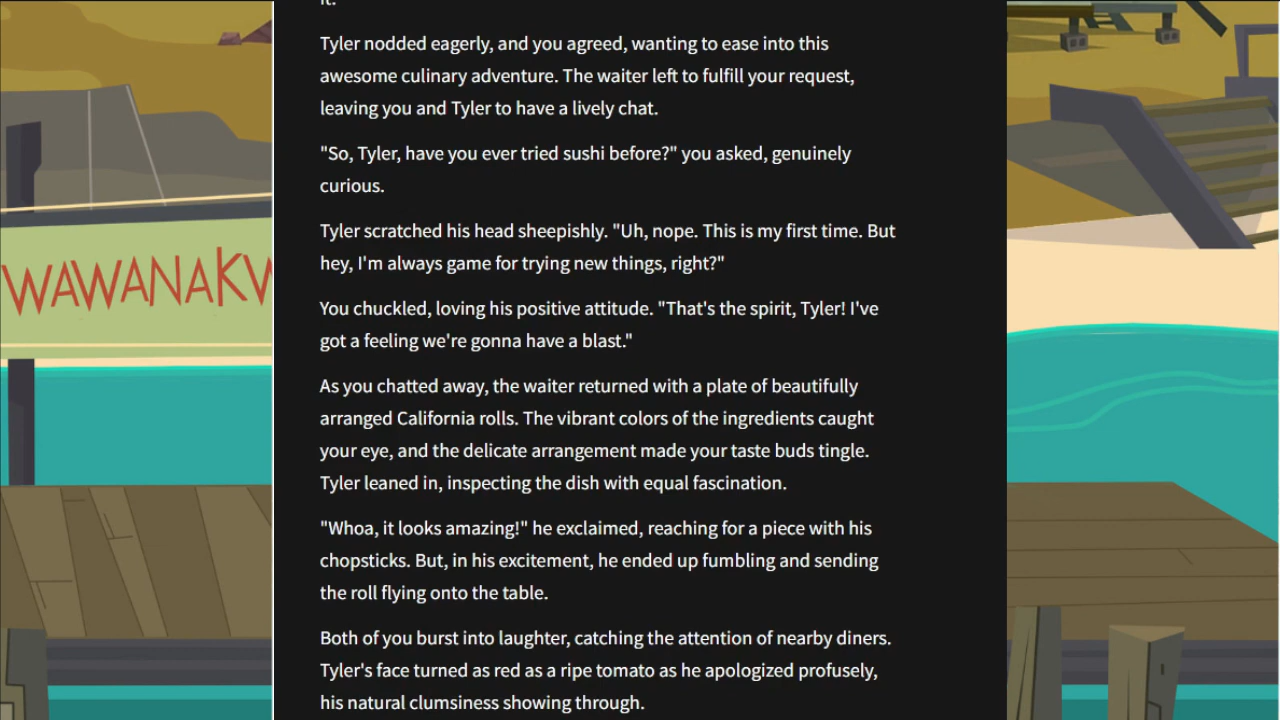 it.
Tyler nodded eagerly, and you agreed, wanting to ease into this
awesome culinary adventure. The waiter left to fulfill your request,
leaving you and Tyler to have a lively chat.
"So, Tyler, have you ever tried sushi before?" you asked, genuinely
curious.
Tyler scratched his head sheepishly. "Uh, nope. This is my first time. But
hey, I'm always game for trying new things, right?"
You chuckled, loving his positive attitude. "That's the spirit, Tyler! I've
got a feeling we're gonna have a blast."
As you chatted away, the waiter returned with a plate of beautifully
arranged California rolls. The vibrant colors of the ingredients caught
your eye, and the delicate arrangement made your taste buds tingle.
Tyler leaned in, inspecting the dish with equal fascination.
"Whoa, it looks amazing!" he exclaimed, reaching for a piece with his
chopsticks. But, in his excitement, he ended up fumbling and sending
the roll flying onto the table.
Both of you burst into laughter, catching the attention of nearby diners.
Tyler's face turned as red as a ripe tomato as he apologized profusely,
his natural clumsiness showing through.
WAWANAKW